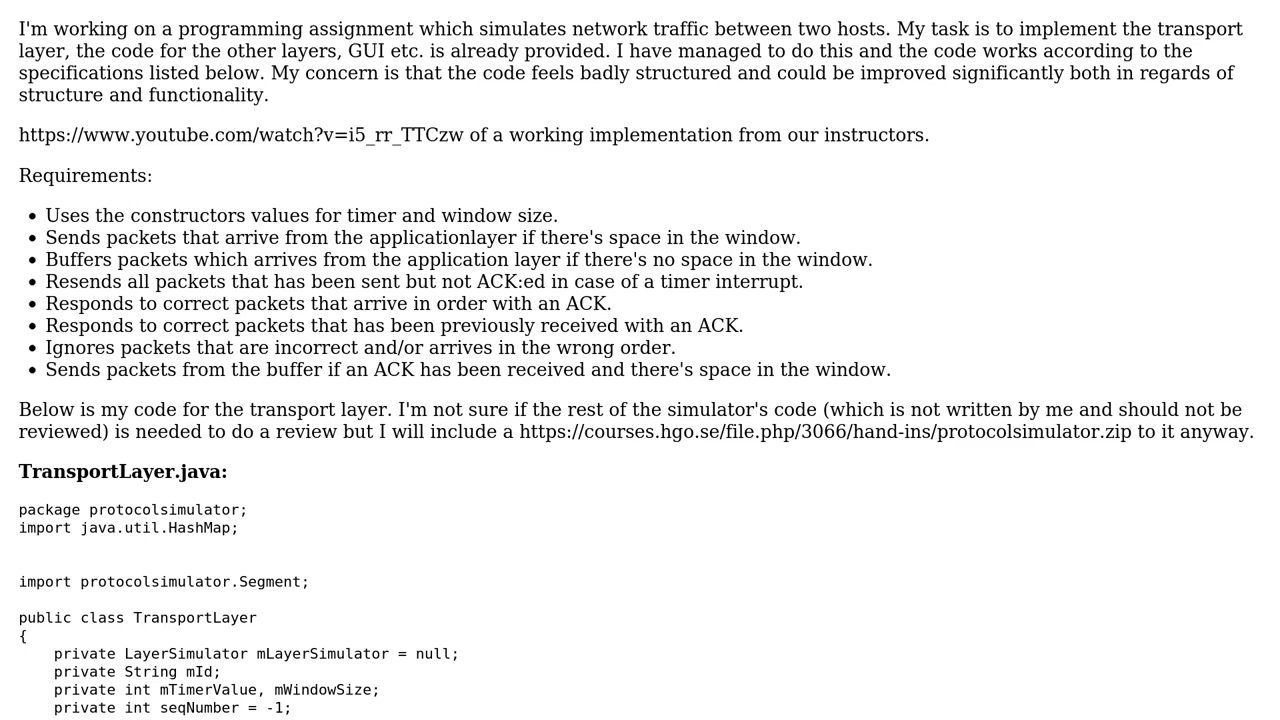 I'm working on a programming assignment which simulates network traffic between two hosts. My task is to implement the transport
layer, the code for the other layers, GUI etc. is already provided. I have managed to do this and the code works according to the
specifications listed below. My concern is that the code feels badly structured and could be improved significantly both in regards of
structure and functionality.
https://www.youtube.com/watch?v=i5_rr_TTCzw of a working implementation from our instructors.
Requirements:
• Uses the constructors values for timer and window size.
• Sends packets that arrive from the applicationlayer if there's space in the window.
• Buffers packets which arrives from the application layer if there's no space in the window.
• Resends all packets that has been sent but not ACK:ed in case of a timer interrupt.
• Responds to correct packets that arrive in order with an ACK.
• Responds to correct packets that has been previously received with an ACK.
• Ignores packets that are incorrect and/or arrives in the wrong order.
• Sends packets from the buffer if an ACK has been received and there's space in the window.
Below is my code for the transport layer. I'm not sure if the rest of the simulator's code (which is not written by me and should not be
reviewed) is needed to do a review but I will include a https://courses.hgo.se/file.php/3066/hand-ins/protocolsimulator.zip to it anyway.
TransportLayer.java:
package protocolsimulator;
import java.util.HashMap;
import protocolsimulator.Segment;
public class TransportLayer
{
    private LayerSimulator mLayerSimulator = null;
    private String mId;
    private int mTimerValue, mWindowSize;
    private int seqNumber = -1;